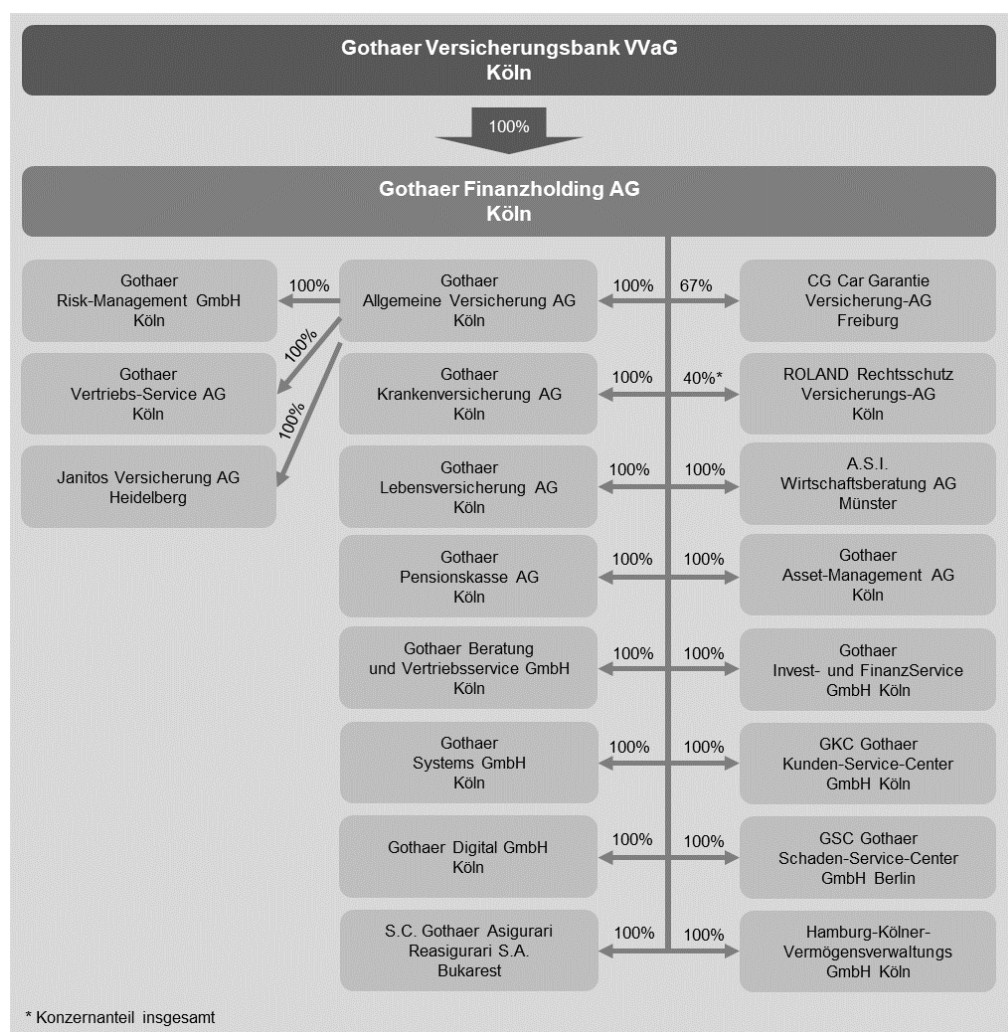 Gothaer Versicherungsbank VVaG
Köln
100%
Gothaer Finanzholding AG
Köln
Gothaer
Risk-Management GmbH
Köln
100%
Gothaer
Allgemeine Versicherung AG
Köln
100%
67%
CG Car Garantie
Versicherung-AG
Freiburg
100%
Gothaer
Vertriebs-Service AG
Köln
Gothaer
Krankenversicherung AG
Köln
100%
40%*
ROLAND Rechtsschutz
Versicherungs-AG
Köln
100%
Janitos Versicherung AG
Heidelberg
Gothaer
Lebensversicherung AG
Köln
100%
100%
A.S.I.
Wirtschaftsberatung AG
Münster
Gothaer
Pensionskasse AG
Köln
100%
100%
Gothaer
Asset-Management AG
Köln
Gothaer Beratung
und Vertriebsservice GmbH
Köln
100%
100%
Gothaer
Invest- und FinanzService
GmbH Köln
Gothaer
Systems GmbH
Köln
100%
100%
GKC Gothaer
Kunden-Service-Center
GmbH Köln
Gothaer Digital GmbH
Köln
100%
100%
GSC Gothaer
Schaden-Service-Center
GmbH Berlin
S.C. Gothaer Asigurari
Reasigurari S.A.
Bukarest
100%
100%
Hamburg-Kölner-
Vermögensverwaltungs
GmbH Köln
* Konzernanteil insgesamt